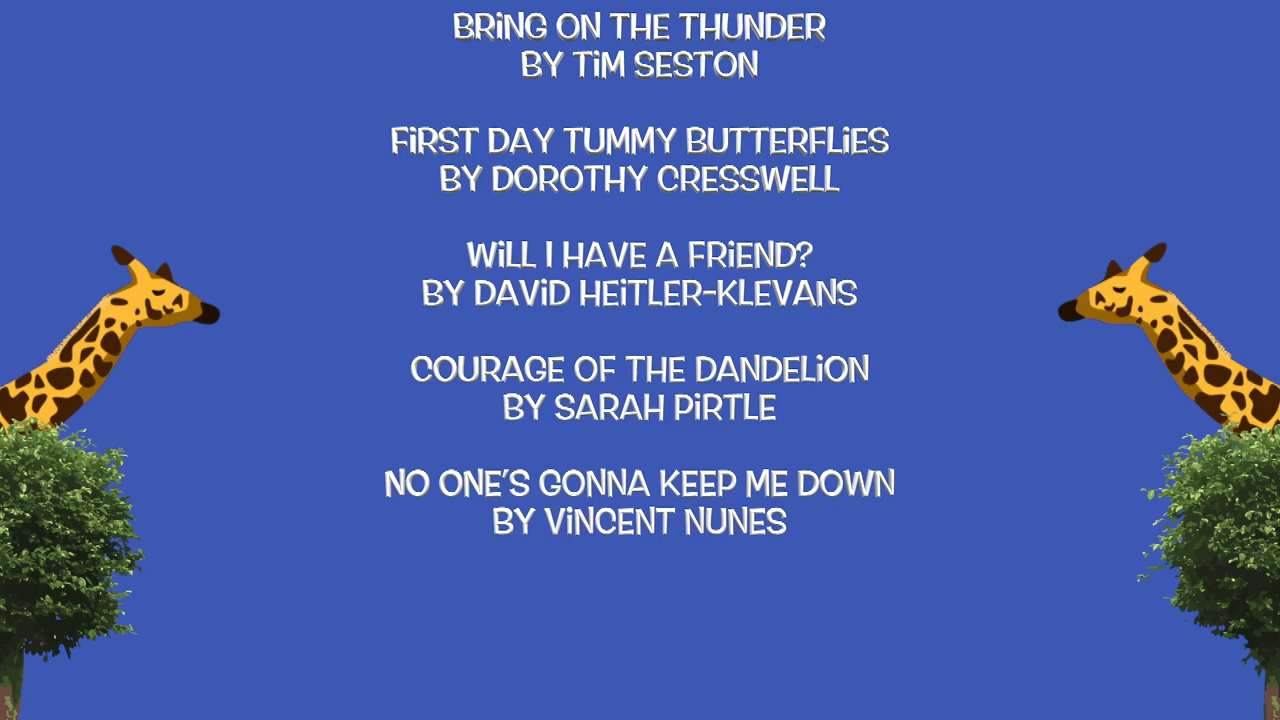 BRiNG ON THE THUNDER
BY TiM SESTON
FiRST DAY TUMMY BUTTERFLiES
BY DOROTHY CRESSWELL
WiLL I HAVE A FRiEND?
BY DAViD HEiTLER-KLEVANS
COURAGE OF THE DANDELiON
BY SARAH PiRTLE
NO ONE'S GONNA KEEP ME DOWN
BY ViNCENT NUNES